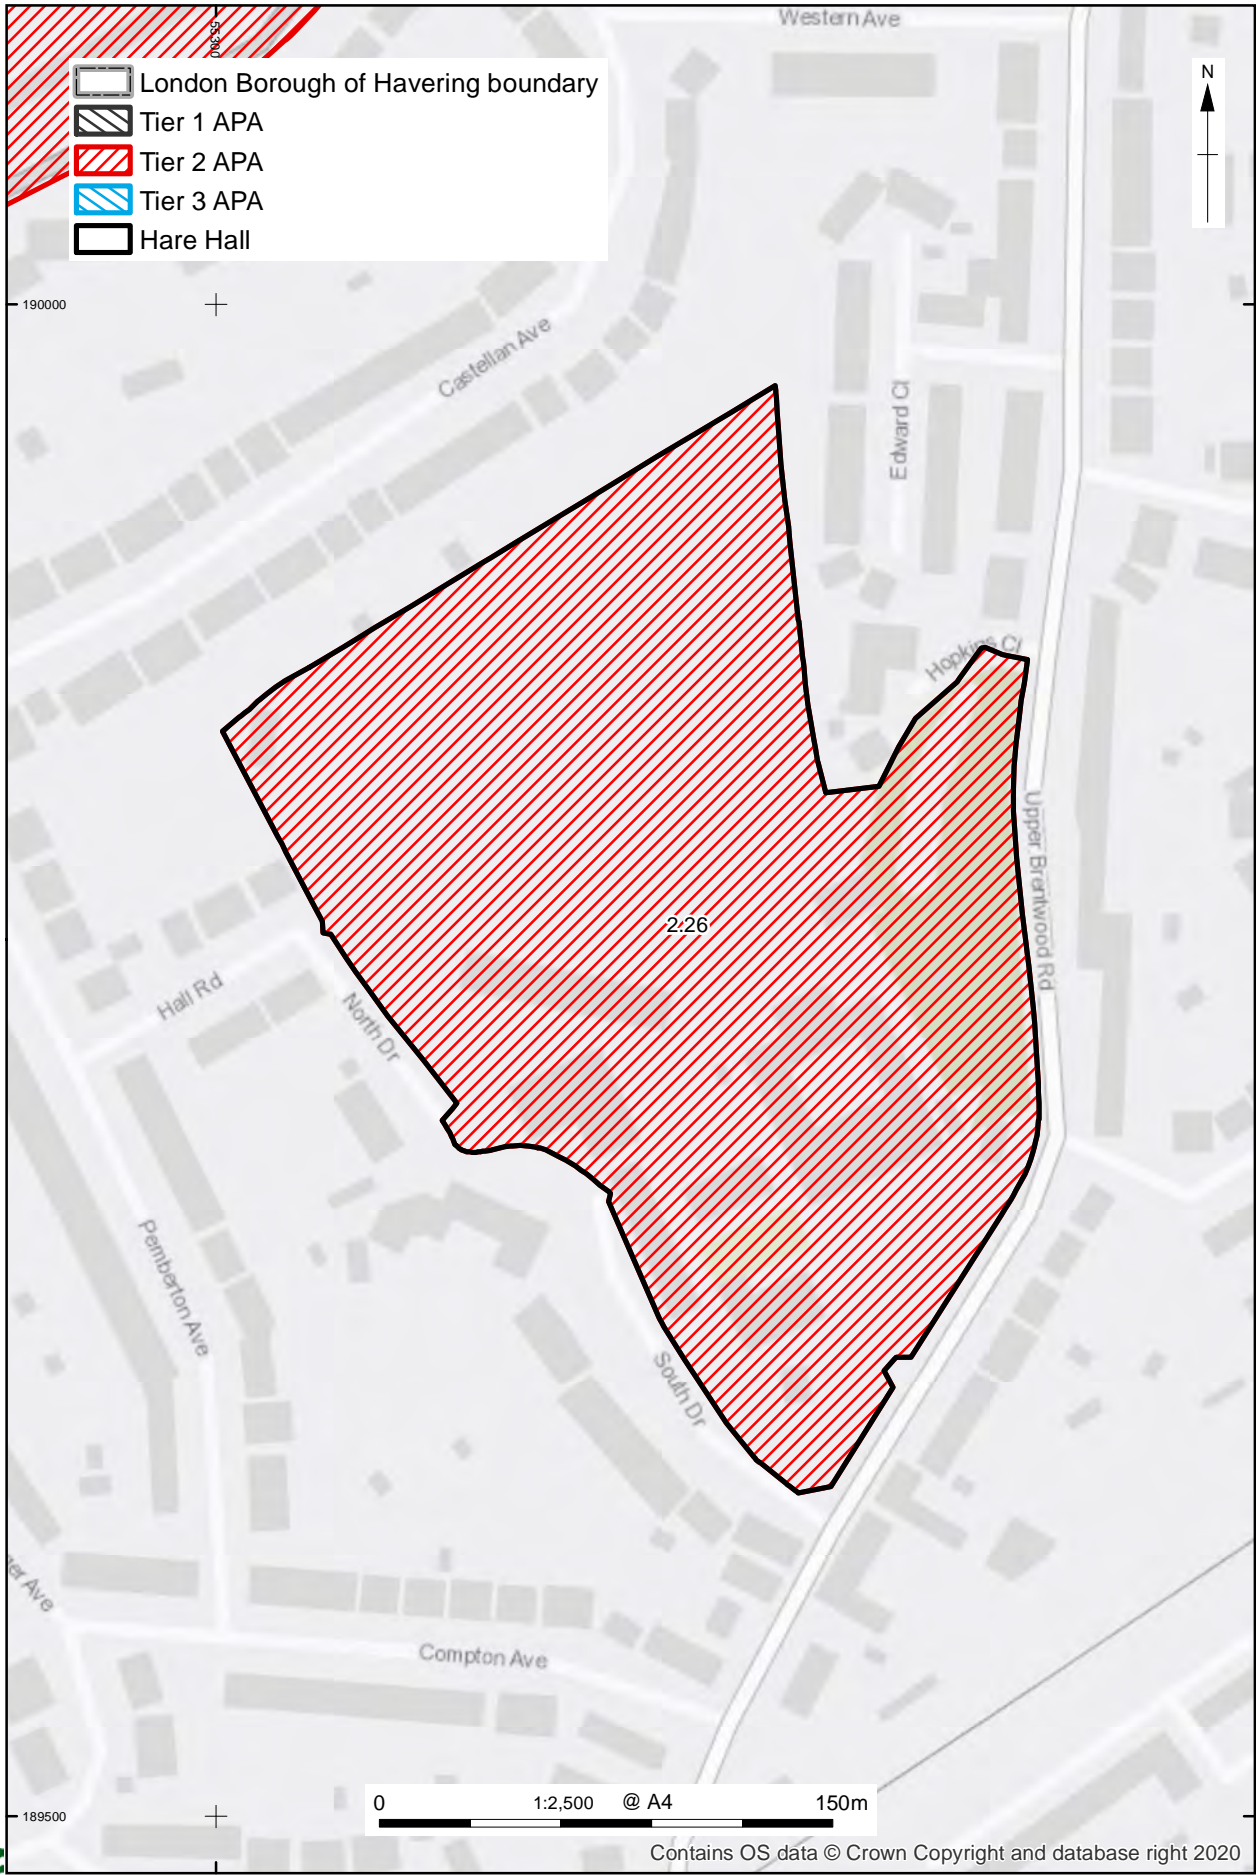 Western Ave
55300
London Borough of Havering boundary
Tier 1 APA
Tier 2 APA
Tier 3 APA
Hare Hall
N
190000
Castellan Ave
Edward Cl
Hopkins Cl
Upper Brentwood Rd
2.26
Hall Rd
North Dr
Pemberton Ave
South Dr
Ave
Compton Ave
0 1:2,500 @ A4 150m
189500
Contains OS data © Crown Copyright and database right 2020